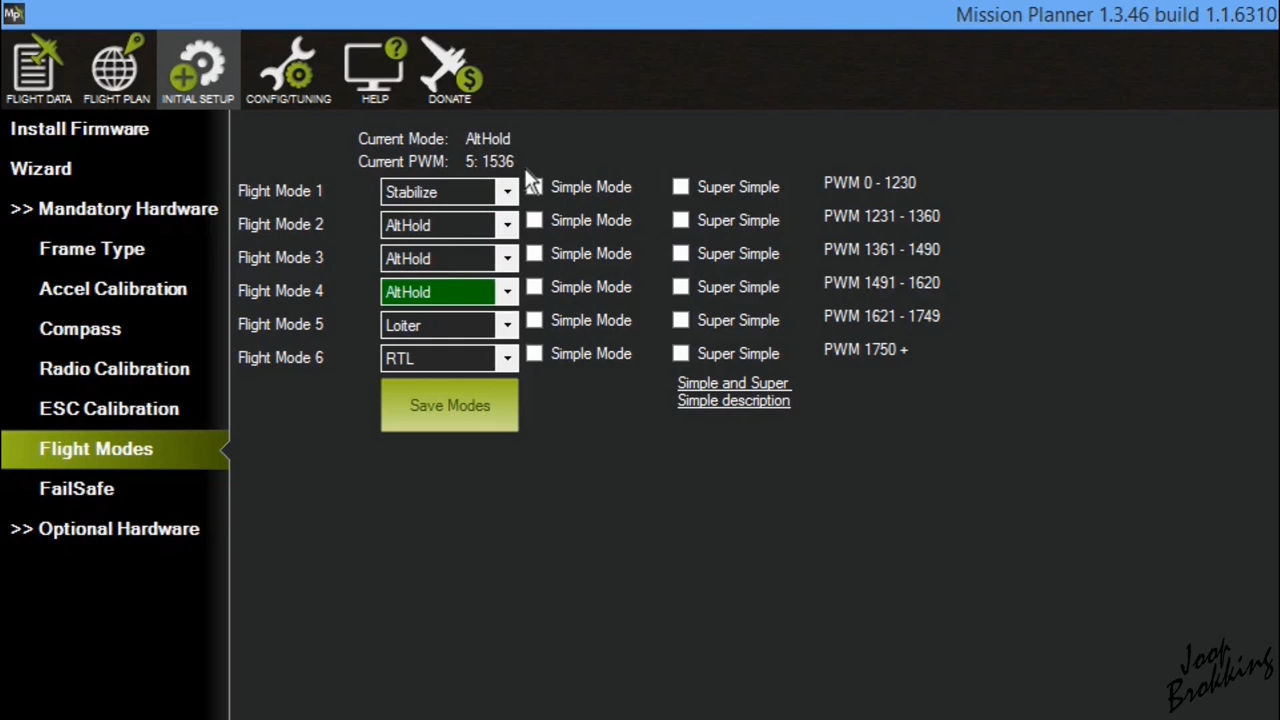 Mp
Mission Planner 1.3.46 build 1.1.6310
FLIGHT DATA FLIGHT PLAN INITIAL SETUP CONFIG/TUNING HELP DONATE
Install Firmware
Wizard
>> Mandatory Hardware
Frame Type
Accel Calibration
Compass
Radio Calibration
ESC Calibration
Flight Modes
FailSafe
>> Optional Hardware
Current Mode: AltHold
Current PWM: 5: 1536
Flight Mode 1 Stabilize Simple Mode Super Simple PWM 0 - 1230
Flight Mode 2 AltHold Simple Mode Super Simple PWM 1231 - 1360
Flight Mode 3 AltHold Simple Mode Super Simple PWM 1361 - 1490
Flight Mode 4 AltHold Simple Mode Super Simple PWM 1491 - 1620
Flight Mode 5 Loiter Simple Mode Super Simple PWM 1621 - 1749
Flight Mode 6 RTL Simple Mode Super Simple PWM 1750 +
Save Modes
Simple and Super
Simple description
Joop
Brokking